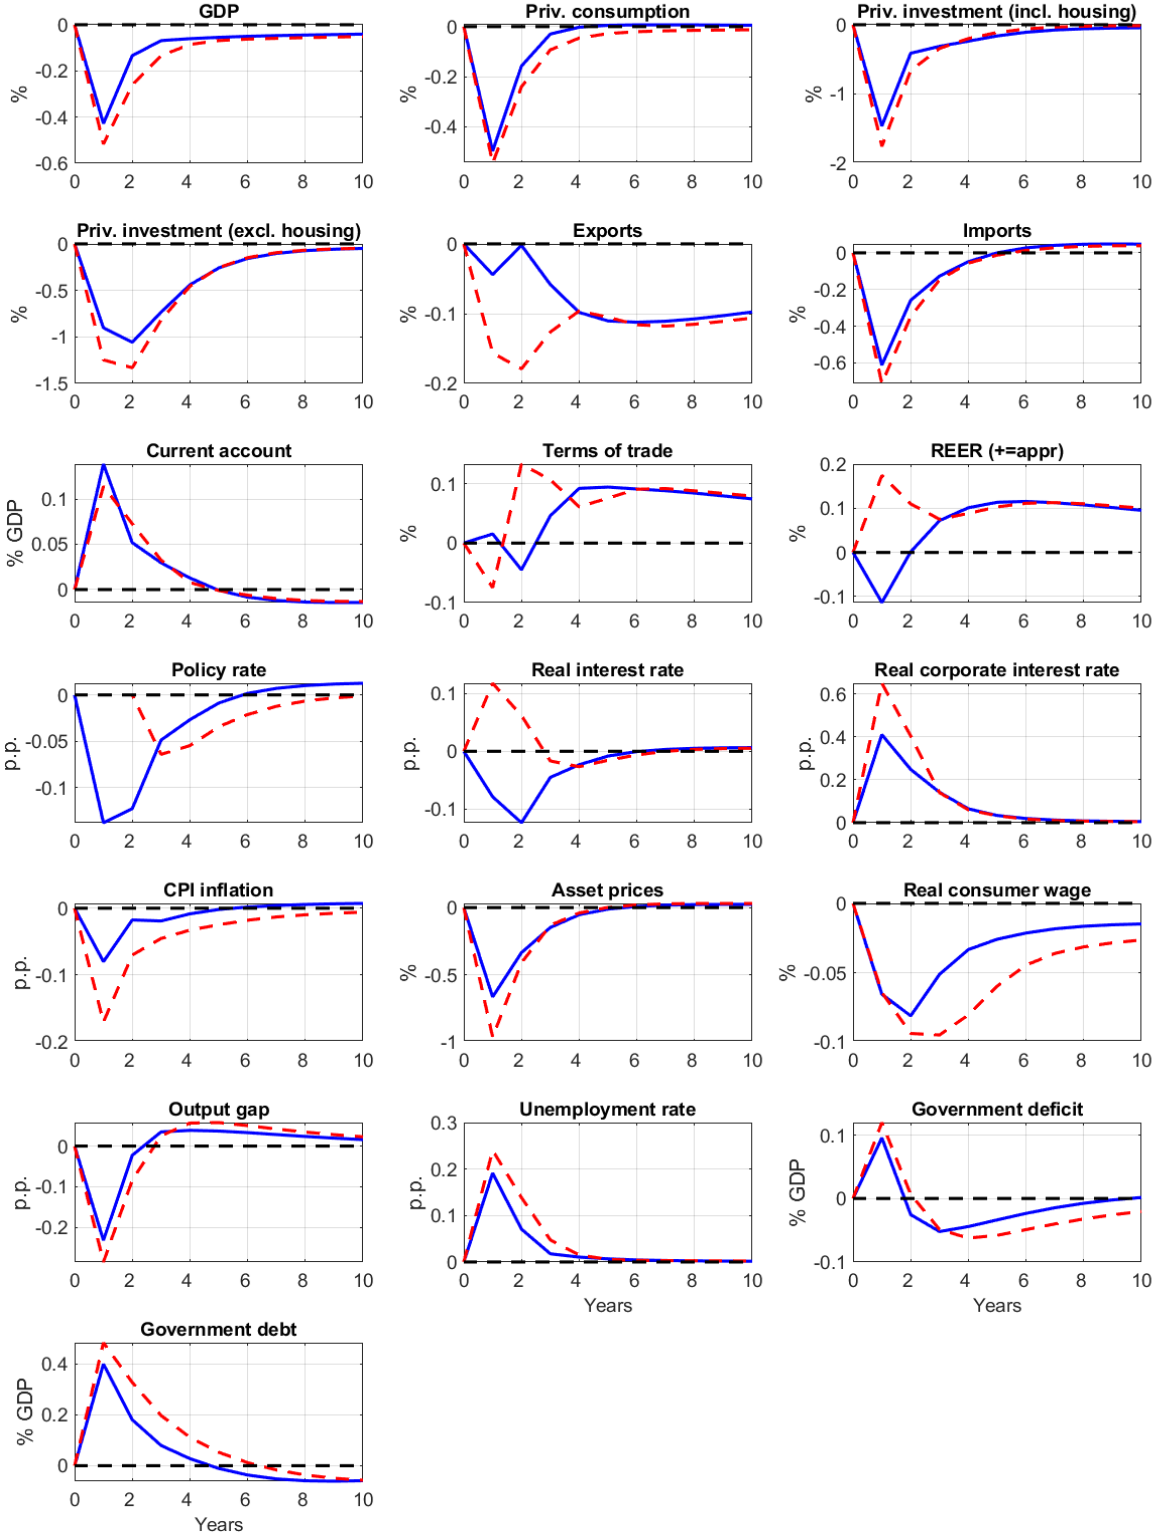 GDP
Priv. consumption
Priv. investment (incl. housing)
%
0
-0.2
-0.4
-0.6
0 2 4 6 8 10
%
0
-0.2
-0.4
0 2 4 6 8 10
%
0
-1
-2
0 2 4 6 8 10
Priv. investment (excl. housing)
Exports
Imports
%
0
-0.5
-1
-1.5
0 2 4 6 8 10
%
0
-0.1
-0.2
0 2 4 6 8 10
%
0
-0.2
-0.4
-0.6
0 2 4 6 8 10
Current account
Terms of trade
REER (+=appr)
% GDP
0.1
0.05
0
0 2 4 6 8 10
%
0.1
0
-0.1
0 2 4 6 8 10
%
0.2
0.1
0
-0.1
0 2 4 6 8 10
Policy rate
Real interest rate
Real corporate interest rate
p.p.
0
-0.05
-0.1
0 2 4 6 8 10
p.p.
0.1
0
-0.1
0 2 4 6 8 10
p.p.
0.6
0.4
0.2
0
0 2 4 6 8 10
CPI inflation
Asset prices
Real consumer wage
p.p.
0
-0.1
-0.2
0 2 4 6 8 10
%
0
-0.5
-1
0 2 4 6 8 10
%
0
-0.05
-0.1
0 2 4 6 8 10
Output gap
Unemployment rate
Government deficit
p.p.
0
-0.1
-0.2
0 2 4 6 8 10
p.p.
0.3
0.2
0.1
0
0 2 4 6 8 10
Years
% GDP
0.1
0
-0.1
0 2 4 6 8 10
Years
Government debt
% GDP
0.4
0.2
0
0 2 4 6 8 10
Years